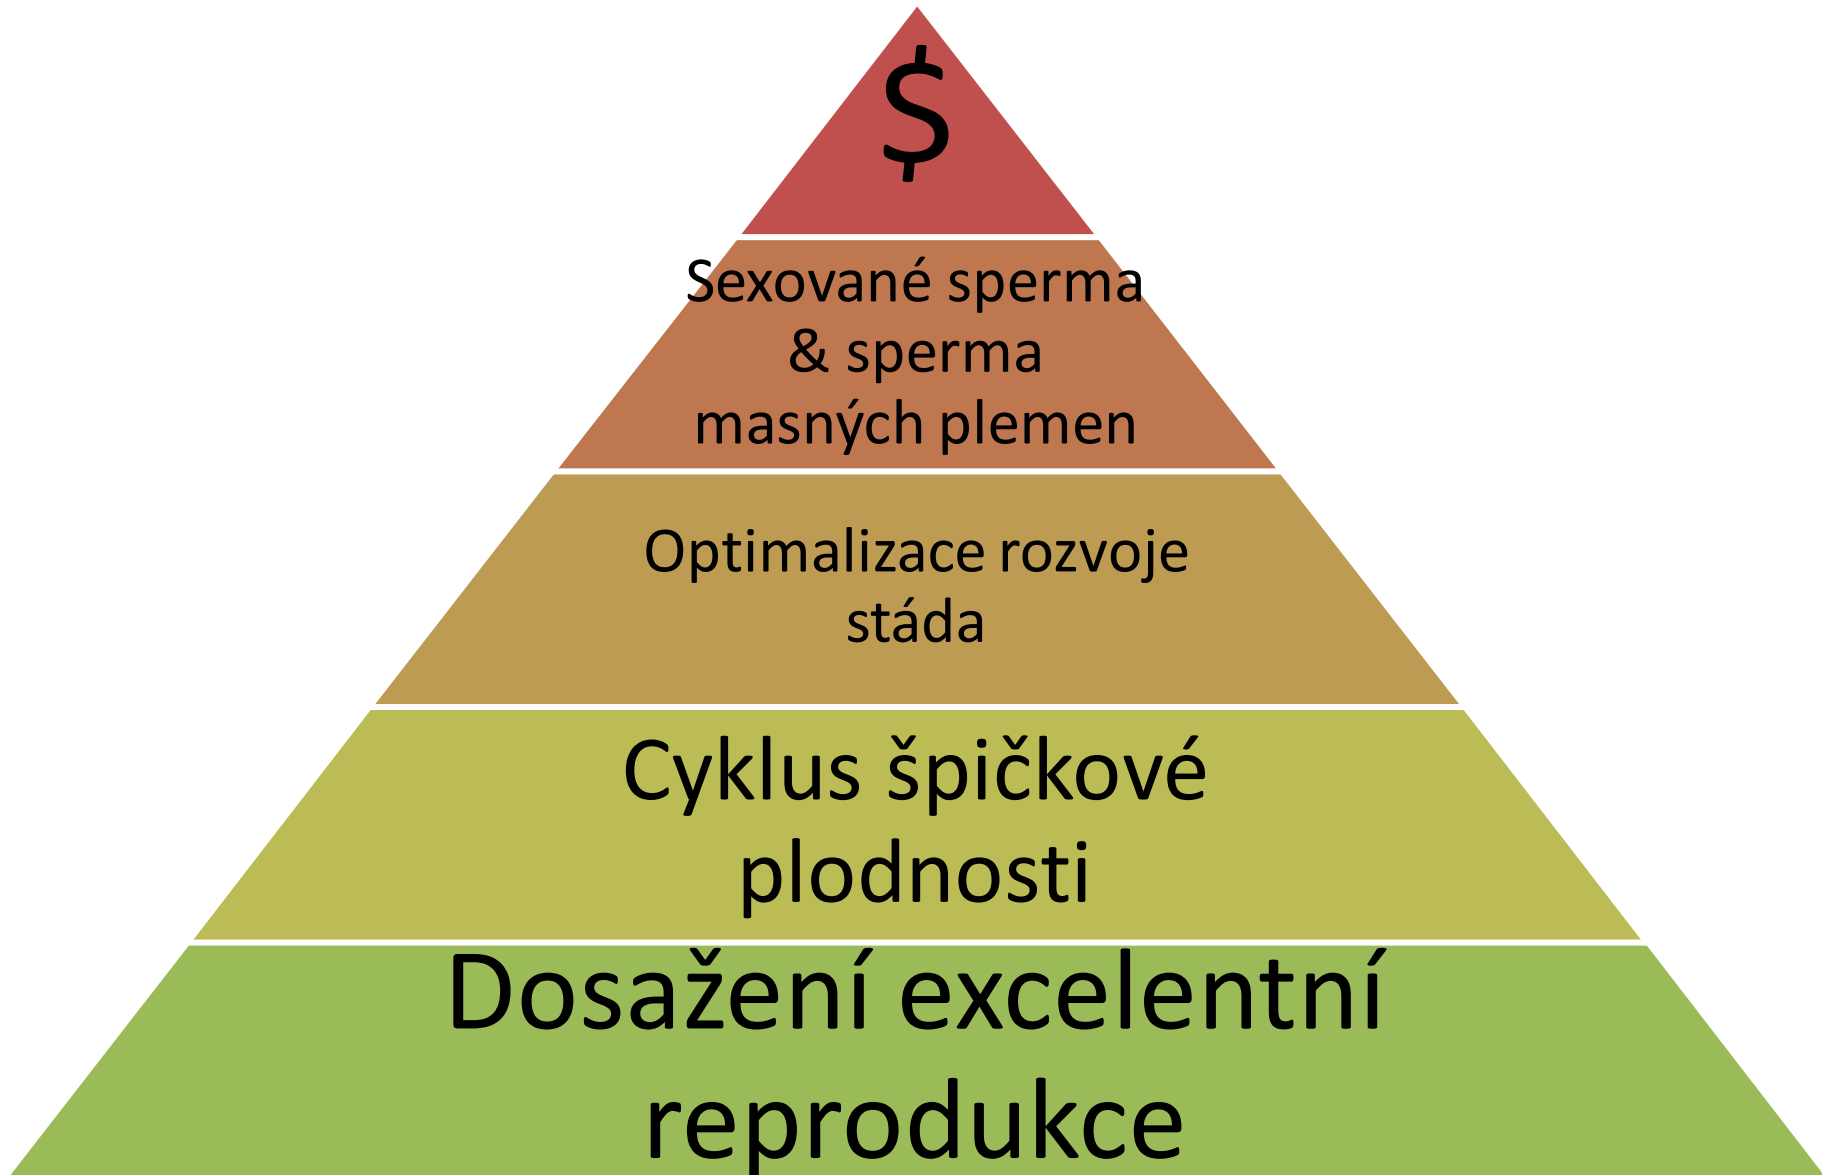 $
Sexované sperma
& sperma
masných plemen
Optimalizace rozvoje
stáda
Cyklus špičkové
plodnosti
Dosažení excelentní
reprodukce